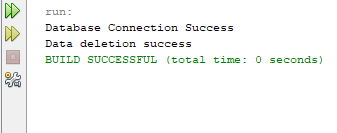 run:
Database Connection Success
Data deletion success
BUILD SUCCESSFUL (total time: 0 seconds)